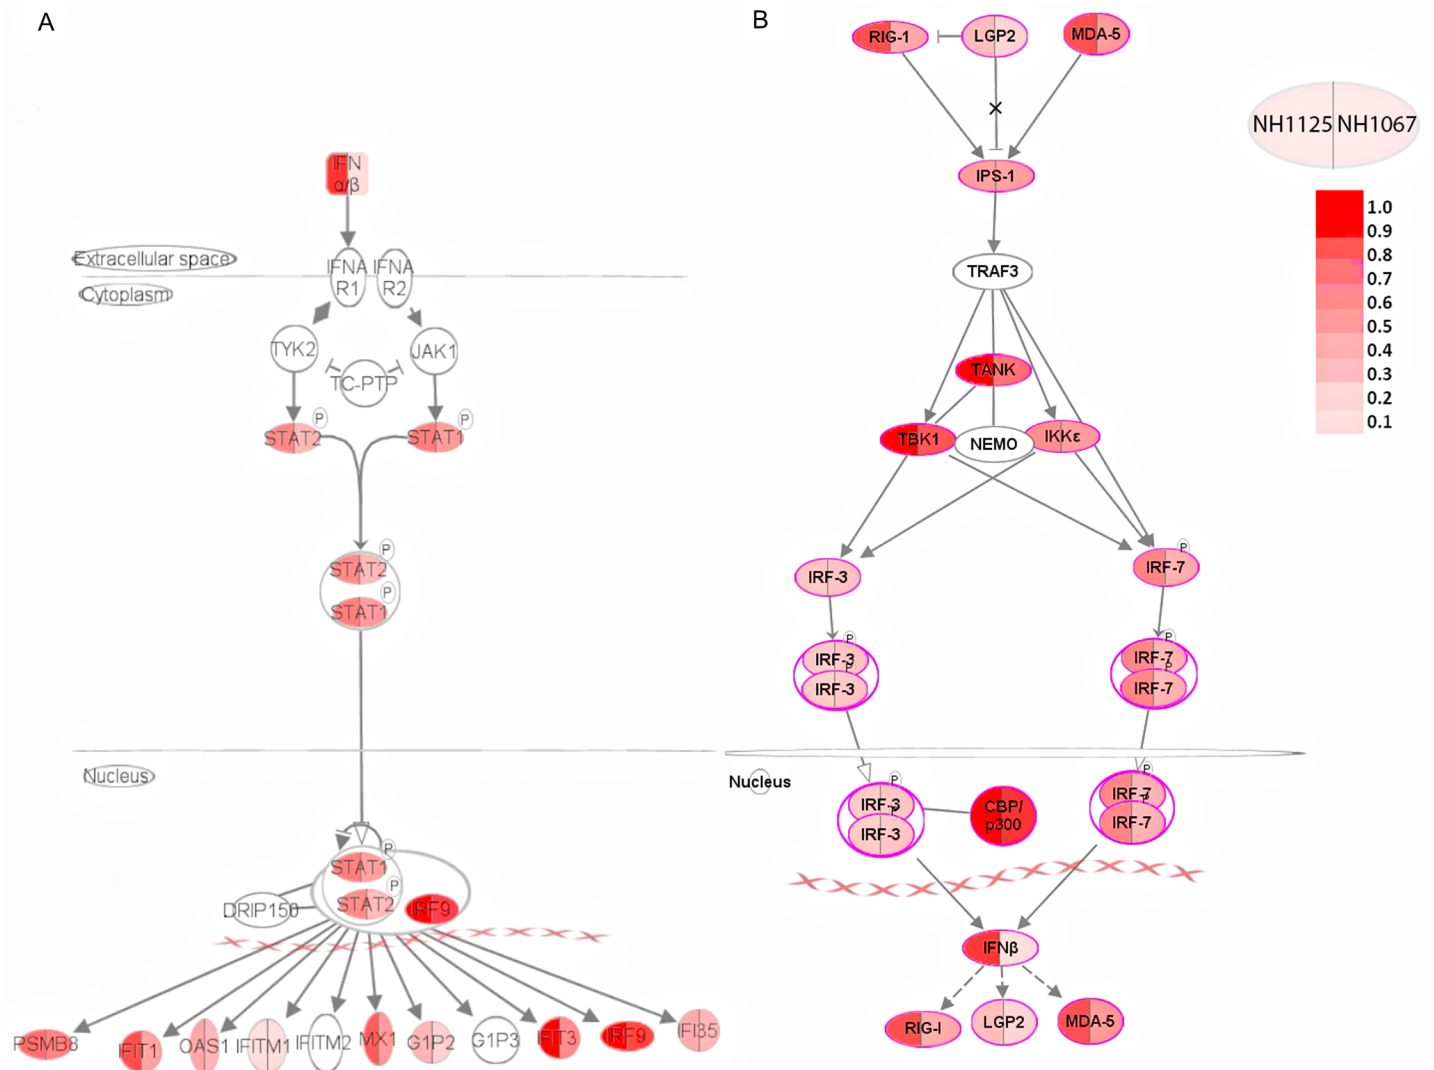 A
IFN
α/β
Extracellular space
IFNA
R1
IFNA
R2
Cytoplasm
TYK2
JAK1
TC-PTP
P
STAT2
P
STAT1
P
STAT2
P
STAT1
Nucleus
P
STAT1
P
STAT2
IRF9
DRIP150
PSMB8
IFIT1
OAS1
IFITM1
IFITM2
MX1
G1P2
G1P3
IFIT3
IRF9
IFI35
B
RIG-1
LGP2
MDA-5
IPS-1
TRAF3
TANK
TBK1
NEMO
IKKε
IRF-3
P
IRF-7
P
IRF-3
P
IRF-3
P
IRF-7
P
IRF-7
Nucleus
P
IRF-3
P
IRF-3
CBP/
p300
P
IRF-7
P
IRF-7
IFNβ
RIG-I
LGP2
MDA-5
NH1125 NH1067
1.0
0.9
0.8
0.7
0.6
0.5
0.4
0.3
0.2
0.1